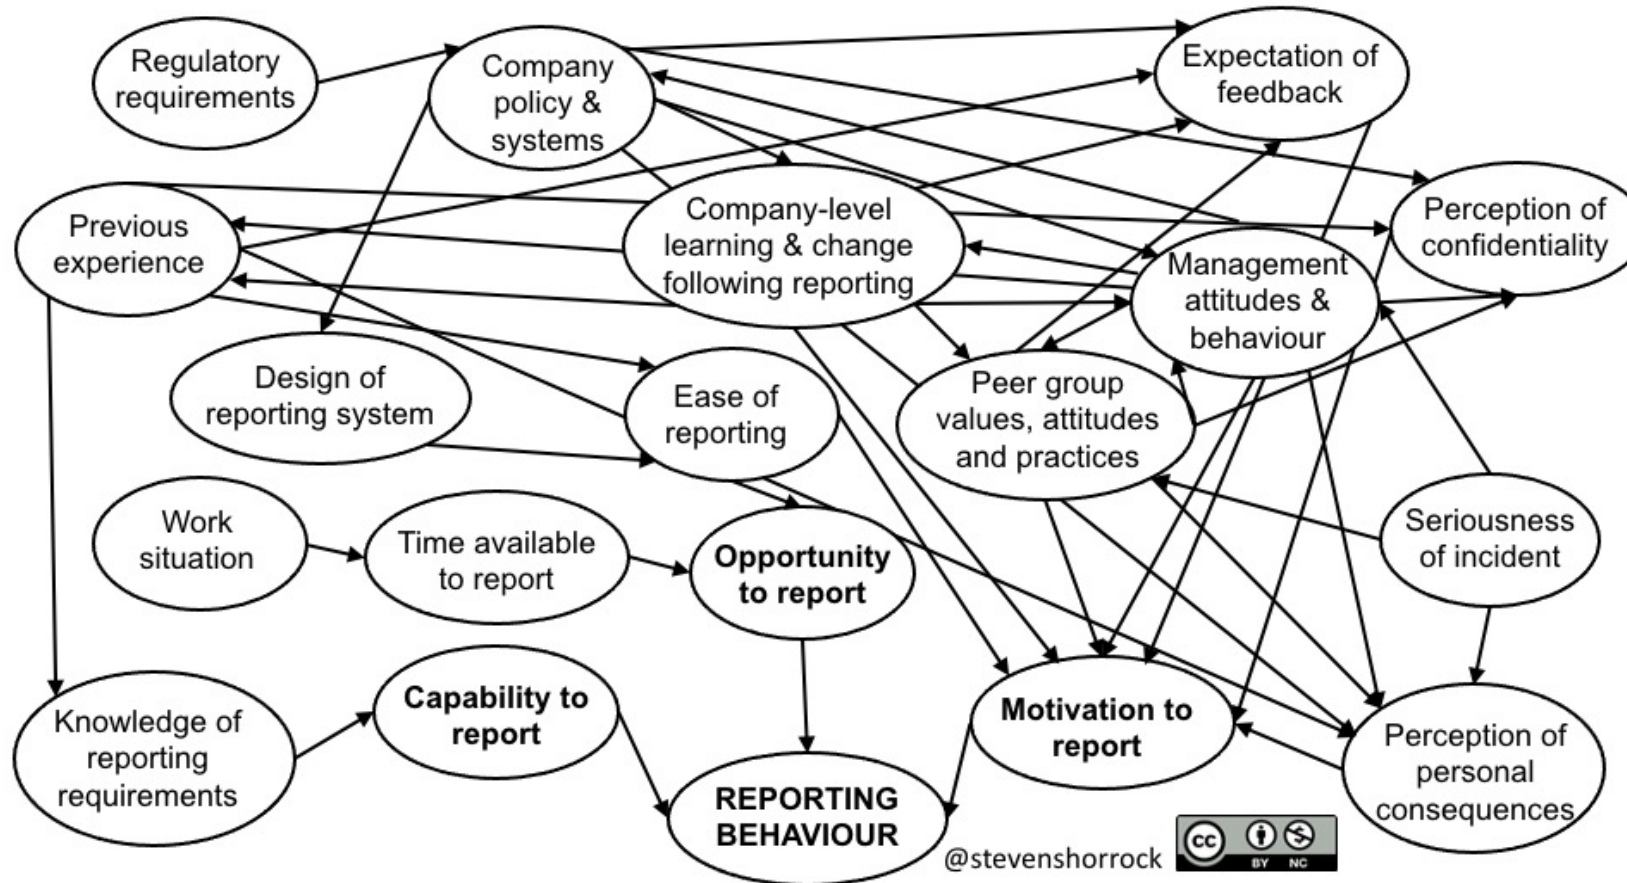 Regulatory
requirements
Company
policy &
systems
Expectation of
feedback
Previous
experience
Company-level
learning & change
following reporting
Management
attitudes &
behaviour
Perception of
confidentiality
Design of
reporting system
Ease of
reporting
Peer group
values, attitudes
and practices
Work
situation
Time available
to report
Opportunity
to report
Seriousness
of incident
Knowledge of
reporting
requirements
Capability to
report
Motivation to
report
Perception of
personal
consequences
REPORTING
BEHAVIOUR
@stevenshorrock
cc
BY NC